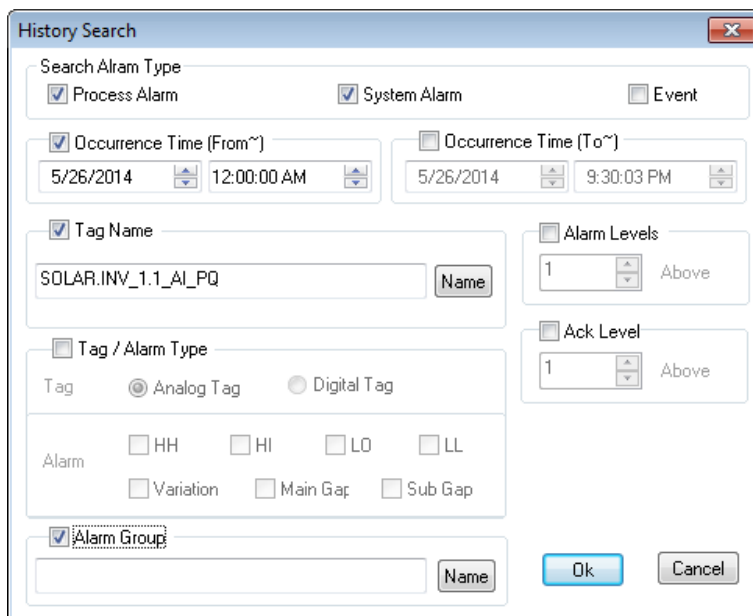 History Search
Search Alram Type
Process Alarm System Alarm Event
Occurrence Time (From~) Occurrence Time (To~)
5/26/2014 12:00:00 AM 5/26/2014 9:30:03 PM
Tag Name Alarm Levels
SOLAR.INV_1.1_AI_PQ Name 1 Above
Tag / Alarm Type Ack Level
Tag Analog Tag Digital Tag 1 Above
Alarm HH HI LO LL
Variation Main Gap Sub Gap
Alarm Group
Name Ok Cancel